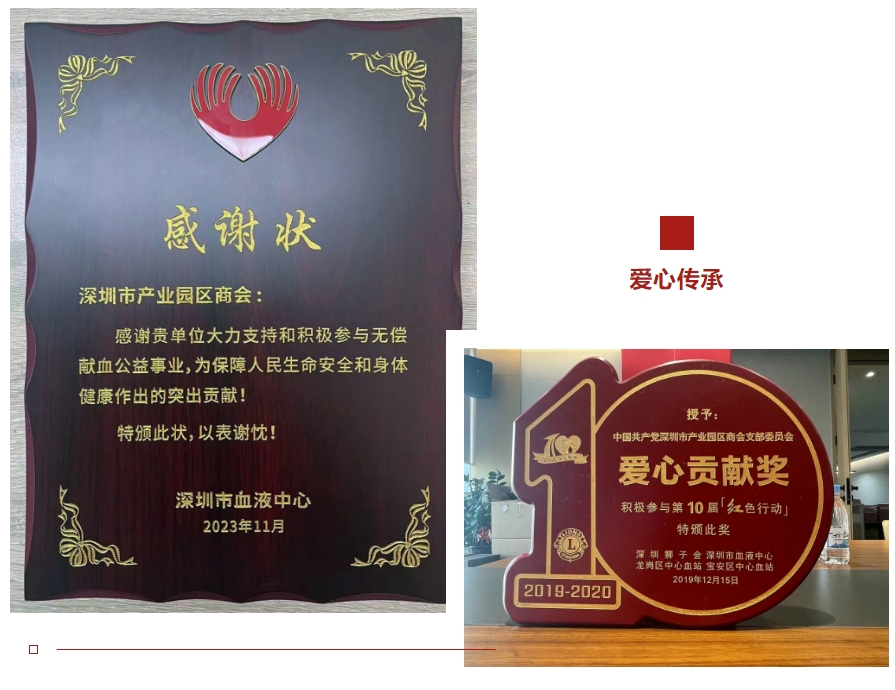 感谢状
深圳市产业园区商会：
感谢贵单位大力支持和积极参与无偿
献血公益事业,为保障人民生命安全和身体
健康作出的突出贡献！
特颁此状,以表谢忱！
深圳市血液中心
2023年11月
爱心传承
授予：
中国共产党深圳市产业园区商会支部委员会
爱心贡献奖
积极参与第10届「红色行动」
特颁此奖
深圳狮子会 深圳市血液中心
龙岗区中心血站 宝安区中心血站
2019年12月15日
LIONS
L
2019-2020